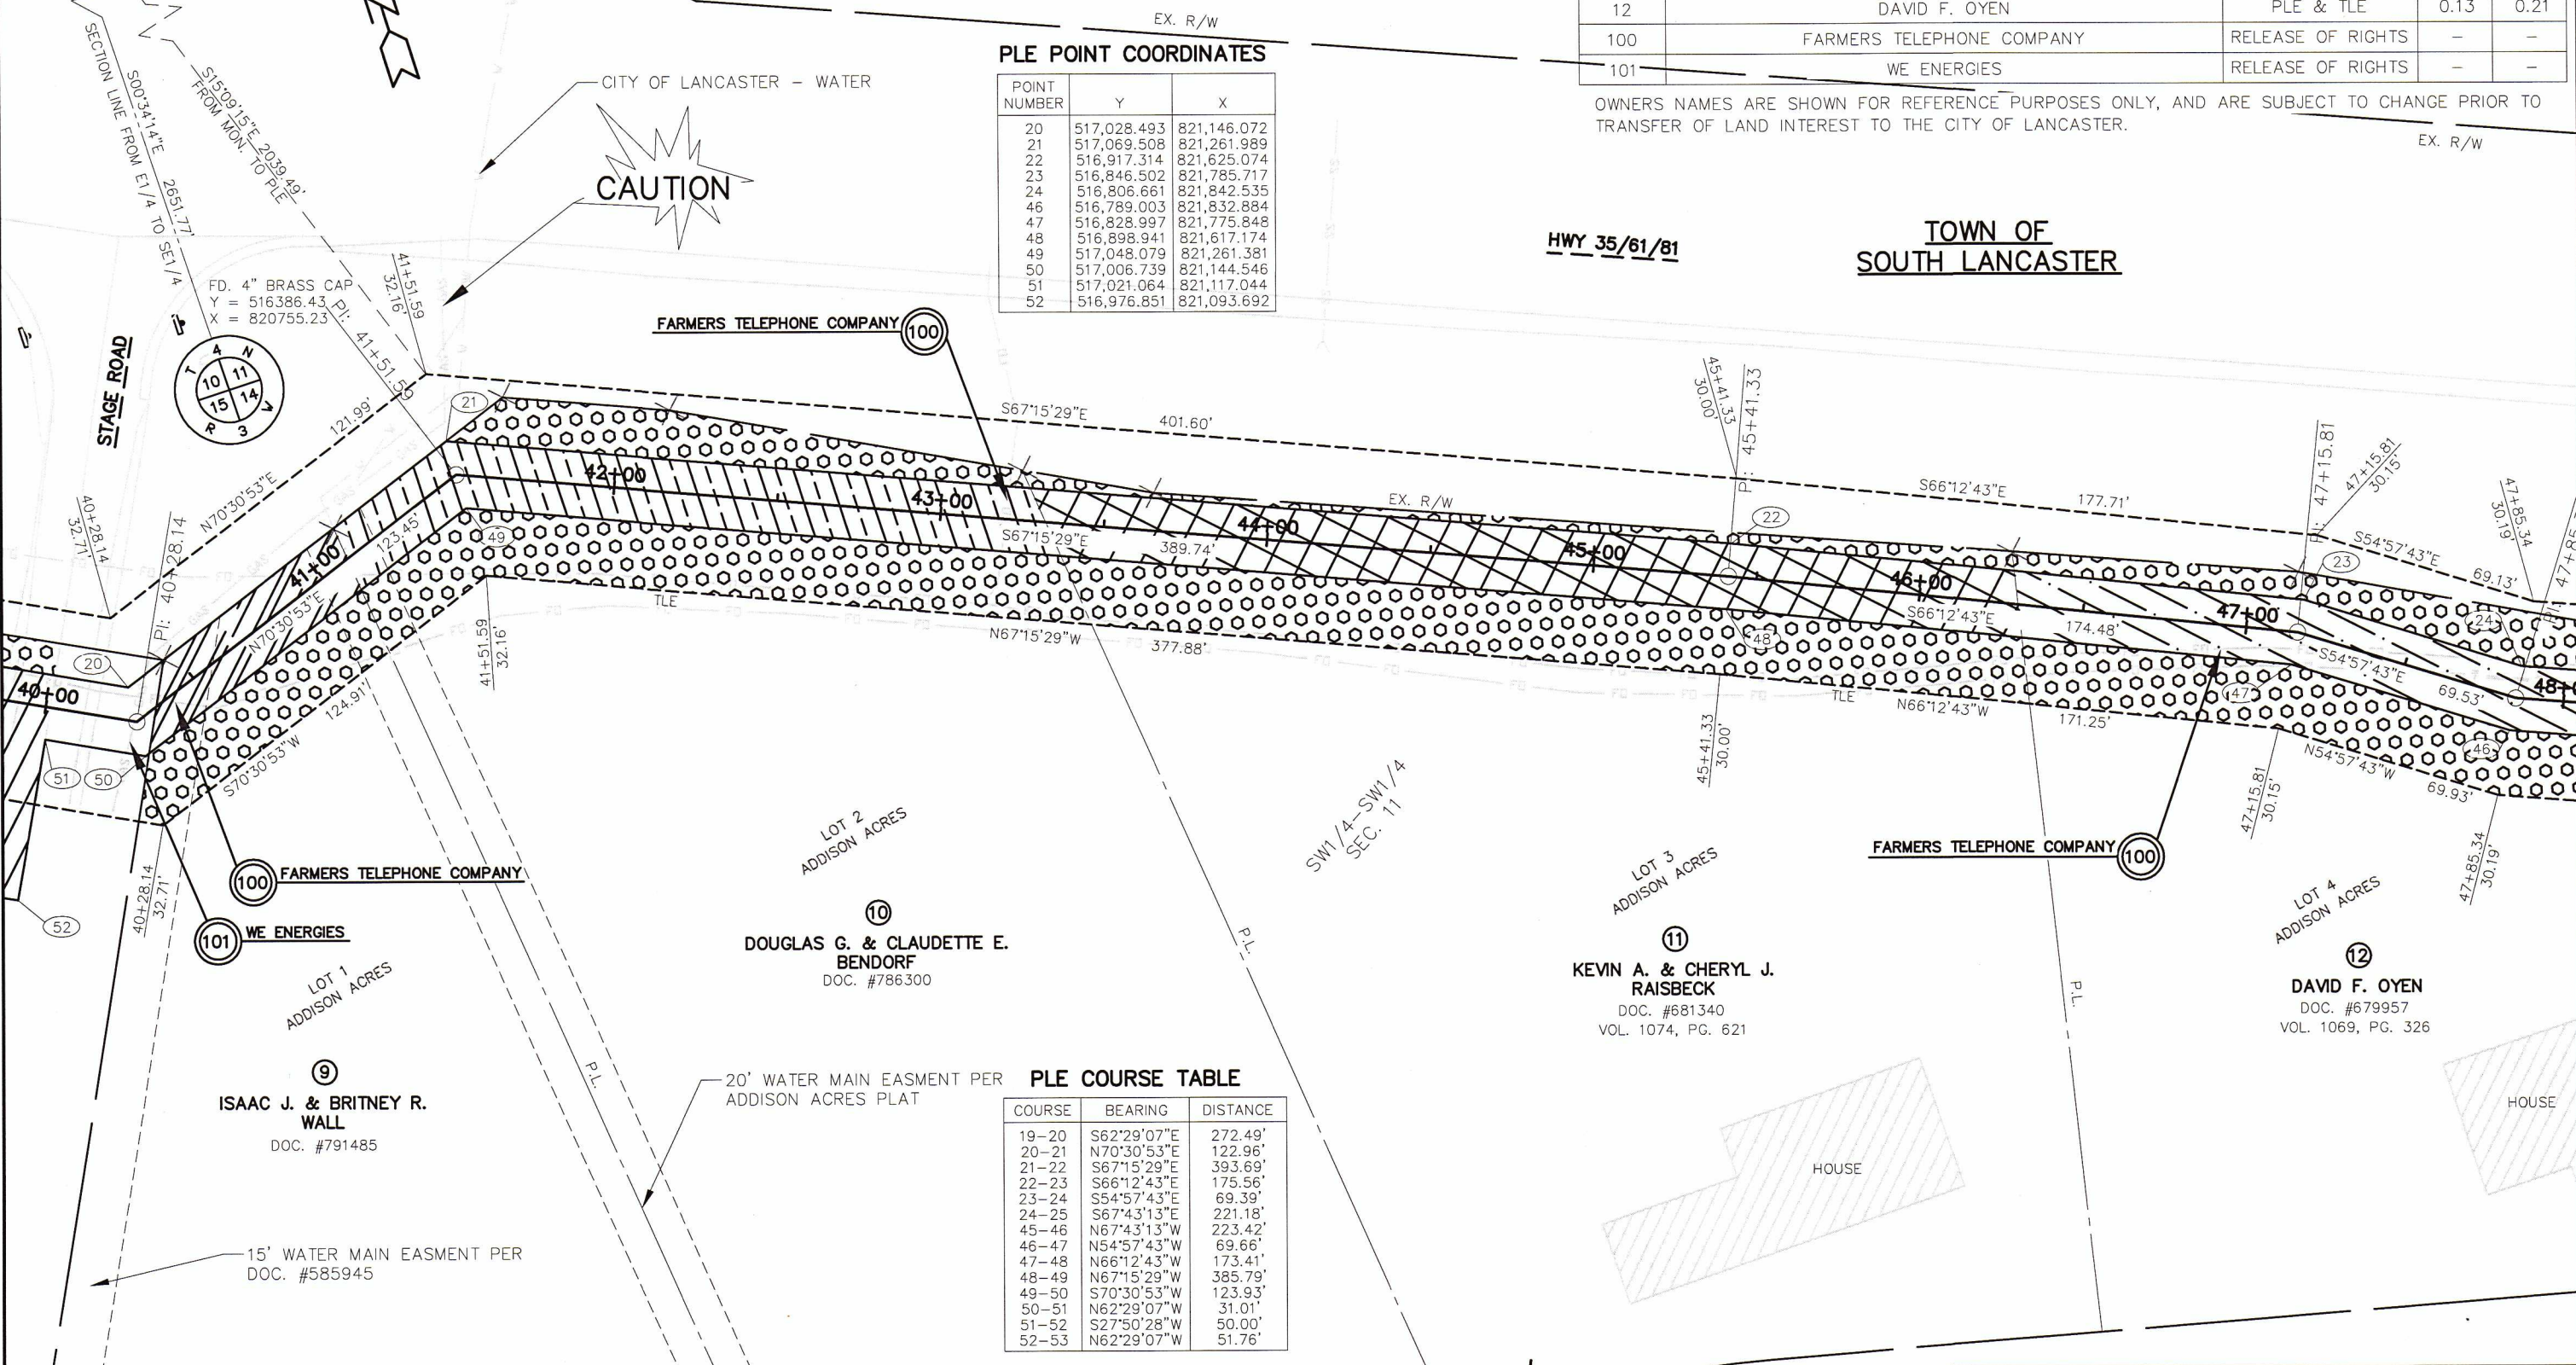 EX. R/W
12 DAVID F. OYEN PLE & TLE 0.13 0.21
100 FARMERS TELEPHONE COMPANY RELEASE OF RIGHTS – –
101 WE ENERGIES RELEASE OF RIGHTS – –
OWNERS NAMES ARE SHOWN FOR REFERENCE PURPOSES ONLY, AND ARE SUBJECT TO CHANGE PRIOR TO
TRANSFER OF LAND INTEREST TO THE CITY OF LANCASTER.
EX. R/W
PLE POINT COORDINATES
POINT
NUMBER Y X
20 517,028.493 821,146.072
21 517,069.508 821,261.989
22 516,917.314 821,625.074
23 516,846.502 821,785.717
24 516,806.661 821,842.535
46 516,789.003 821,832.884
47 516,828.997 821,775.848
48 516,898.941 821,617.174
49 517,048.079 821,261.381
50 517,006.739 821,144.546
51 517,021.064 821,117.044
52 516,976.851 821,093.692
CITY OF LANCASTER – WATER
CAUTION
S15°09'15"E 2039.49'
FROM MON. TO PLE
S00°34'14"E 2651.77'
SECTION LINE FROM E1/4 TO SE1/4
HWY 35/61/81
TOWN OF
SOUTH LANCASTER
FD. 4" BRASS CAP
Y = 516386.43
X = 820755.23
T 4 N
10 11
15 14
R 3 W
STAGE ROAD
PI: 41+51.59
41+51.59
32.16'
FARMERS TELEPHONE COMPANY 100
121.99'
N70°30'53"E
21
S67°15'29"E 401.60'
45+41.33
30.00'
PI: 45+41.33
S66°12'43"E 177.71'
PI: 47+15.81
47+15.81
30.15'
S54°57'43"E 69.13'
47+85.34
30.19'
40+28.14
32.71'
PI: 40+28.14
42+00
43+00
EX. R/W
44+00
22
45+00
46+00
23
47+00
24
48+0
PI: 47+85
41+00
123.45'
N70°30'53"E
49
S67°15'29"E 389.74'
S66°12'43"E 174.48'
S54°57'43"E 69.53'
20
40+00
TLE
N67°15'29"W 377.88'
48
TLE
N66°12'43"W 171.25'
47
46
N54°57'43"W 69.93'
124.91'
S70°30'53"W
41+51.59
32.16'
51 50
45+41.33
30.00'
47+15.81
30.15'
47+85.34
30.19'
40+28.14
32.71'
52
100 FARMERS TELEPHONE COMPANY
101 WE ENERGIES
FARMERS TELEPHONE COMPANY 100
SW1/4–SW1/4
SEC. 11
LOT 1
ADDISON ACRES
9
ISAAC J. & BRITNEY R.
WALL
DOC. #791485
LOT 2
ADDISON ACRES
10
DOUGLAS G. & CLAUDETTE E.
BENDORF
DOC. #786300
LOT 3
ADDISON ACRES
11
KEVIN A. & CHERYL J.
RAISBECK
DOC. #681340
VOL. 1074, PG. 621
LOT 4
ADDISON ACRES
12
DAVID F. OYEN
DOC. #679957
VOL. 1069, PG. 326
P.L.
P.L.
P.L.
HOUSE
HOUSE
20' WATER MAIN EASMENT PER
ADDISON ACRES PLAT
15' WATER MAIN EASMENT PER
DOC. #585945
PLE COURSE TABLE
COURSE BEARING DISTANCE
19–20 S62°29'07"E 272.49'
20–21 N70°30'53"E 122.96'
21–22 S67°15'29"E 393.69'
22–23 S66°12'43"E 175.56'
23–24 S54°57'43"E 69.39'
24–25 S67°43'13"E 221.18'
45–46 N67°43'13"W 223.42'
46–47 N54°57'43"W 69.66'
47–48 N66°12'43"W 173.41'
48–49 N67°15'29"W 385.79'
49–50 S70°30'53"W 123.93'
50–51 N62°29'07"W 31.01'
51–52 S27°50'28"W 50.00'
52–53 N62°29'07"W 51.76'